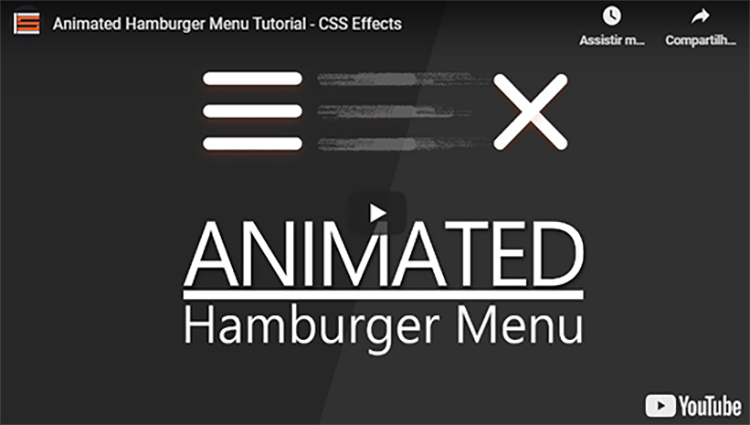 Animated Hamburger Menu Tutorial - CSS Effects
Assistir m...
Compartilh...
ANIMATED
Hamburger Menu
YouTube